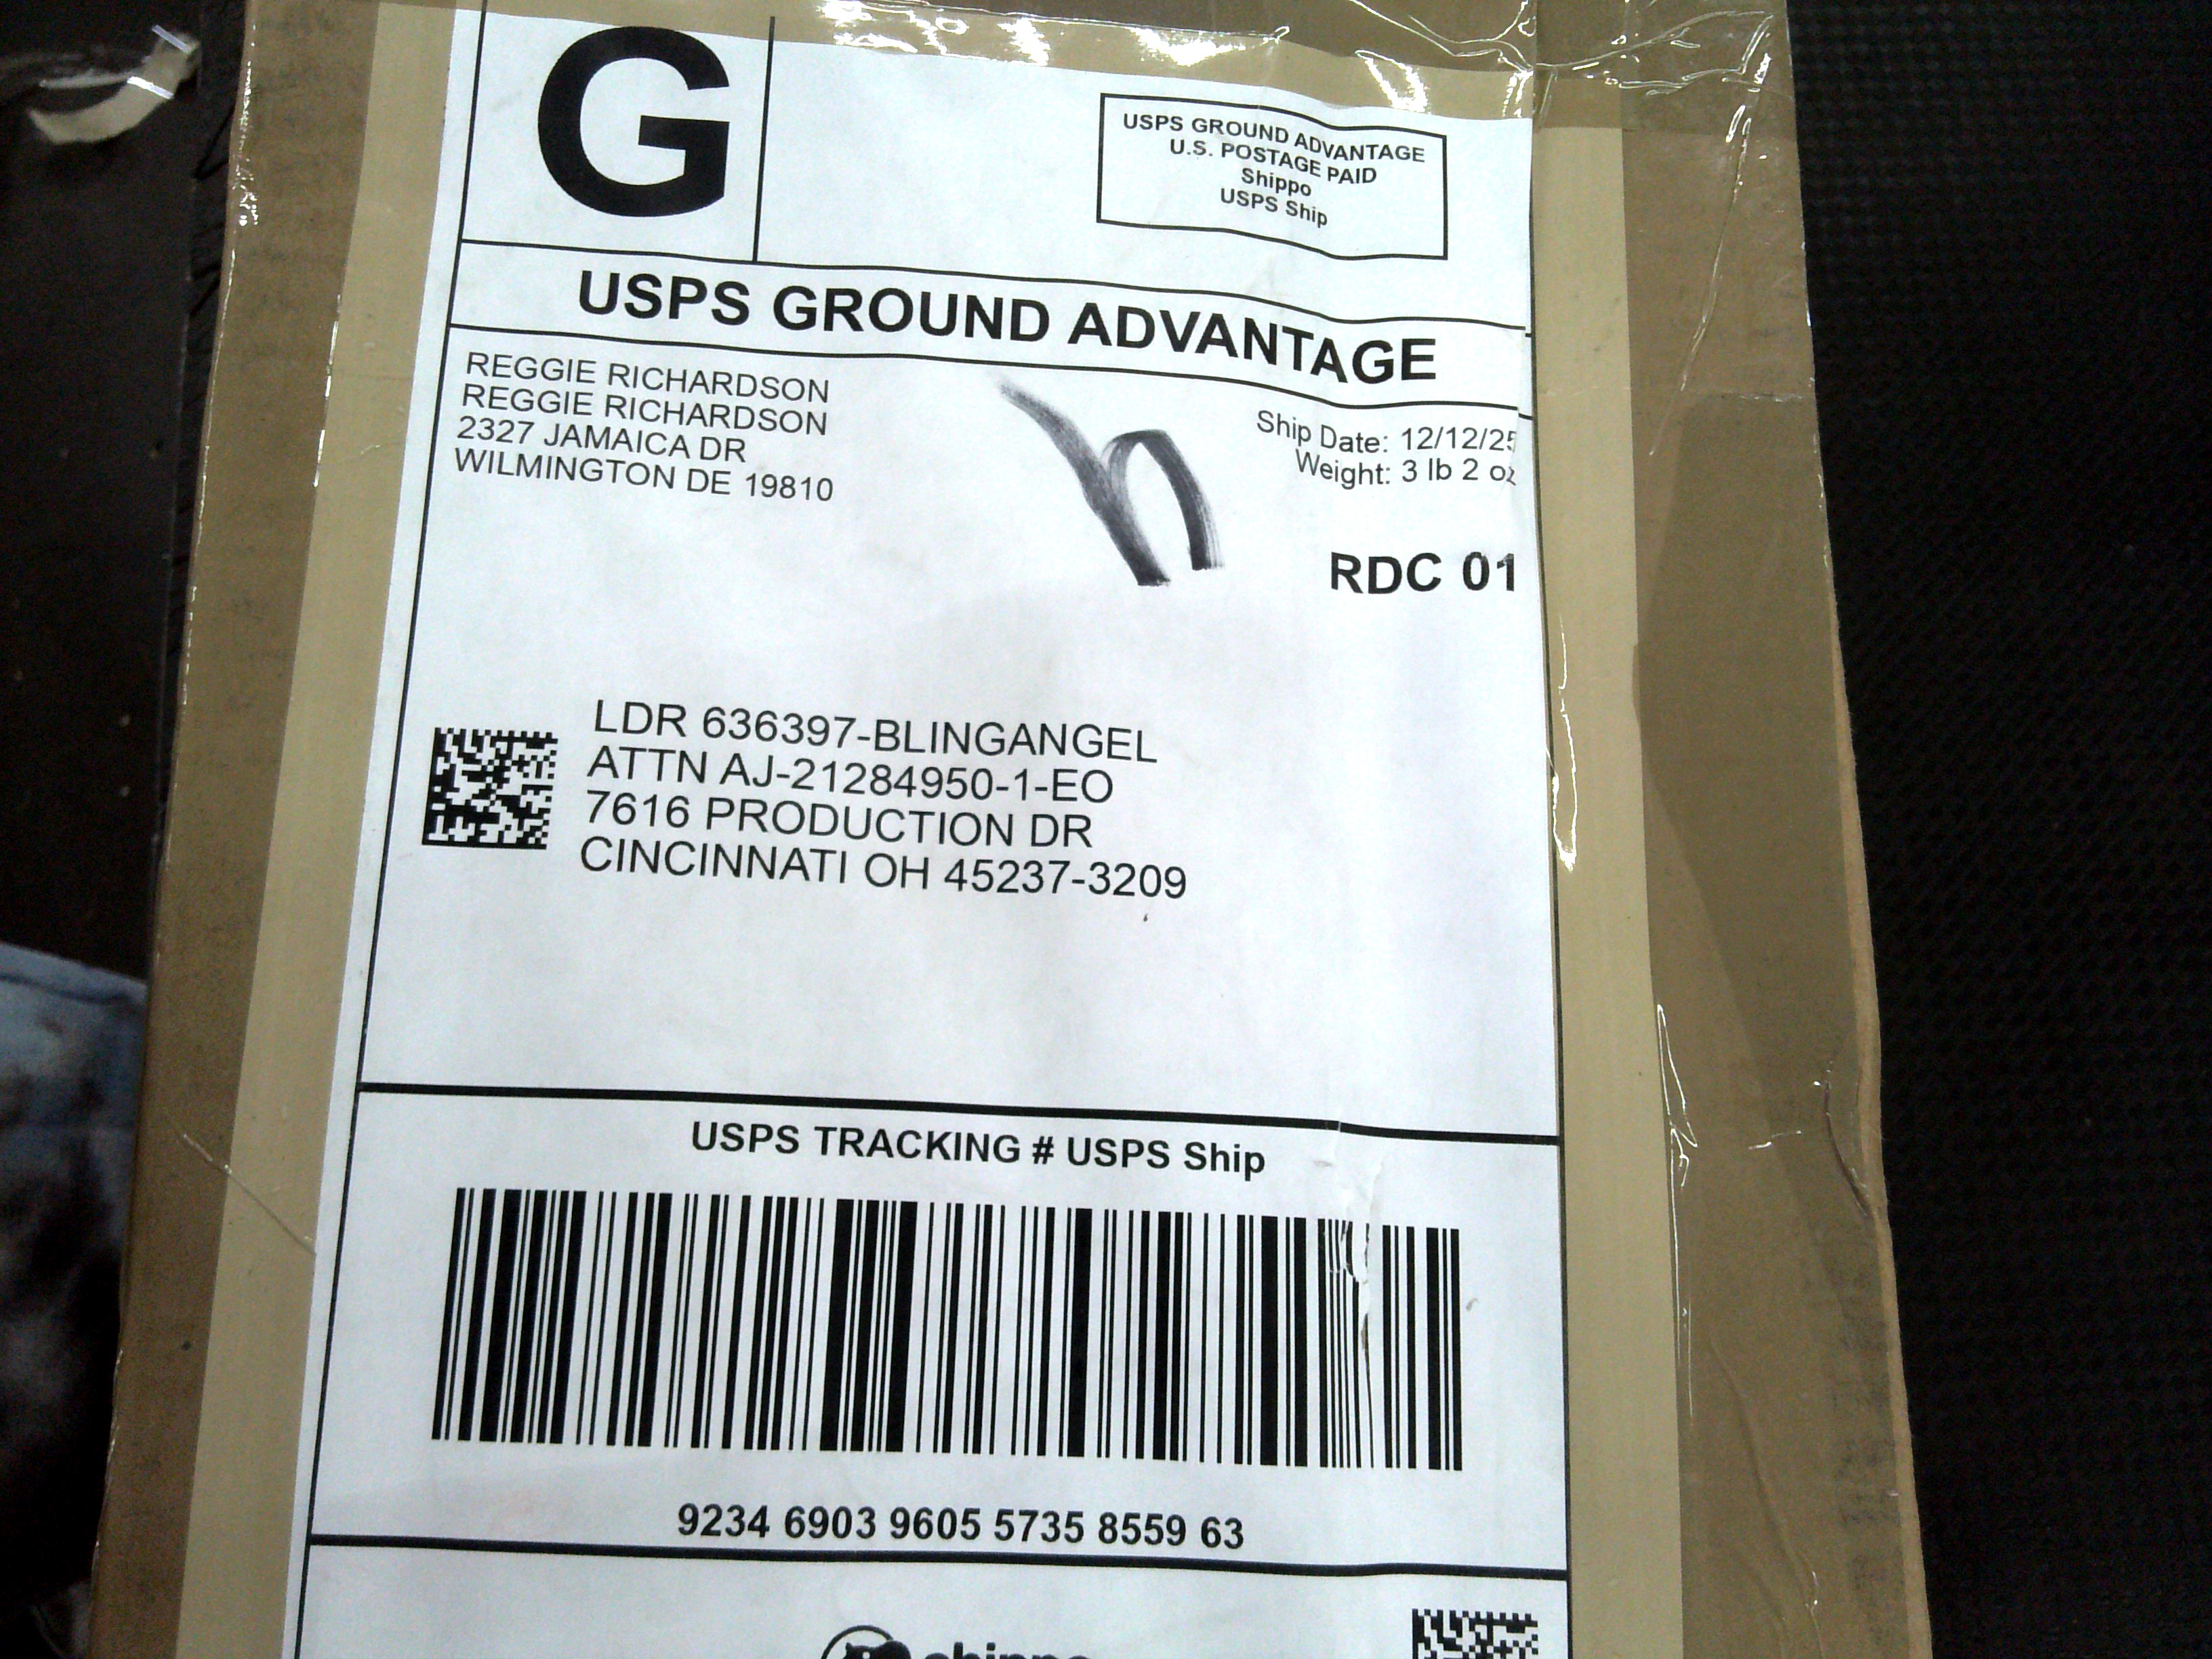 G
USPS GROUND ADVANTAGE
U.S. POSTAGE PAID
Shippo
USPS Ship
USPS GROUND ADVANTAGE
REGGIE RICHARDSON
REGGIE RICHARDSON
2327 JAMAICA DR
WILMINGTON DE 19810
Ship Date: 12/12/25
Weight: 3 lb 2 oz
RDC 01
LDR 636397-BLINGANGEL
ATTN AJ-21284950-1-EO
7616 PRODUCTION DR
CINCINNATI OH 45237-3209
USPS TRACKING # USPS Ship
9234 6903 9605 5735 8559 63
shippo